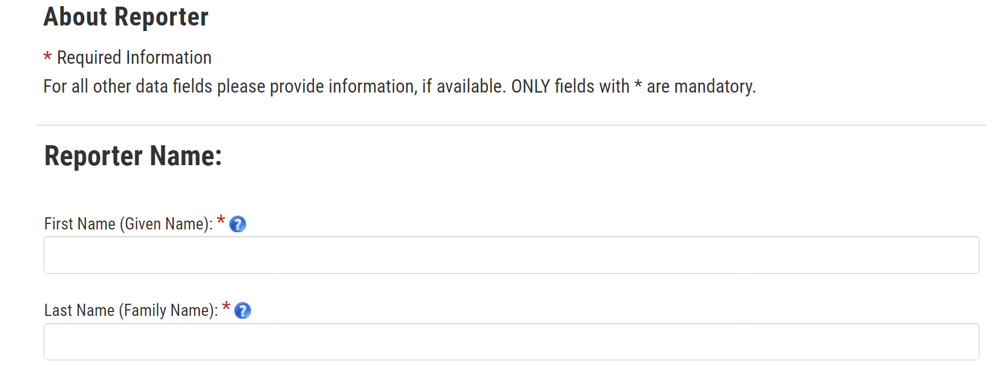 About Reporter
* Required Information
For all other data fields please provide information, if available. ONLY fields with * are mandatory.
Reporter Name:
First Name (Given Name): * ?
Last Name (Family Name): * ?